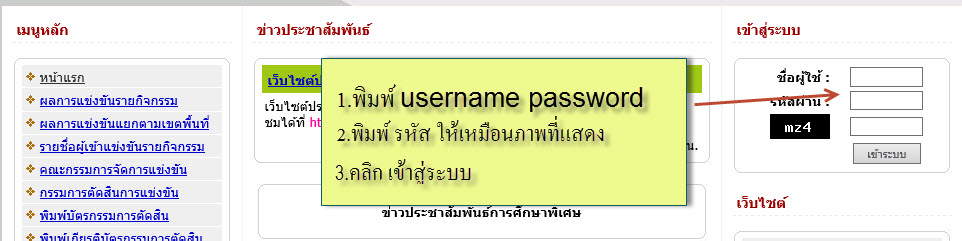 เมนูหลัก
หน้าแรก
ผลการแข่งขันรายกิจกรรม
ผลการแข่งขันแยกตามเขตพื้นที่
รายชื่อผู้เข้าแข่งขันรายกิจกรรม
คณะกรรมการจัดการแข่งขัน
กรรมการตัดสินการแข่งขัน
พิมพ์บัตรกรรมการตัดสิน
พิมพ์เกียรติบัตรกรรมการตัดสิน
ข่าวประชาสัมพันธ์
เว็บไซต์
เว็บไซต์
ชมได้ที่
1.พิมพ์ username password
2.พิมพ์ รหัส ให้เหมือนภาพที่แสดง
3.คลิก เข้าสู่ระบบ
น.
ข่าวประชาสัมพันธ์การศึกษาพิเศษ
เข้าสู่ระบบ
ชื่อผู้ใช้ :
รหัสผ่าน :
mz4
เข้าระบบ
เว็บไซต์